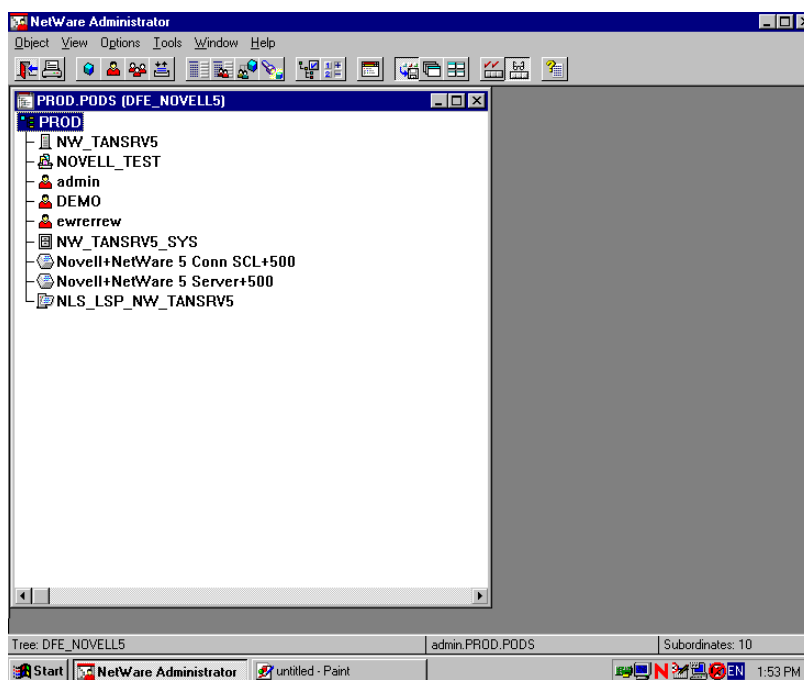 NetWare Administrator
Object View Options Tools Window Help
PROD.PODS (DFE_NOVELL5)
PROD
NW_TANSRV5
NOVELL_TEST
admin
DEMO
ewrerrew
NW_TANSRV5_SYS
Novell+NetWare 5 Conn SCL+500
Novell+NetWare 5 Server+500
NLS_LSP_NW_TANSRV5
Tree: DFE_NOVELL5 admin.PROD.PODS Subordinates: 10
Start NetWare Administrator untitled - Paint N EN 1:53 PM